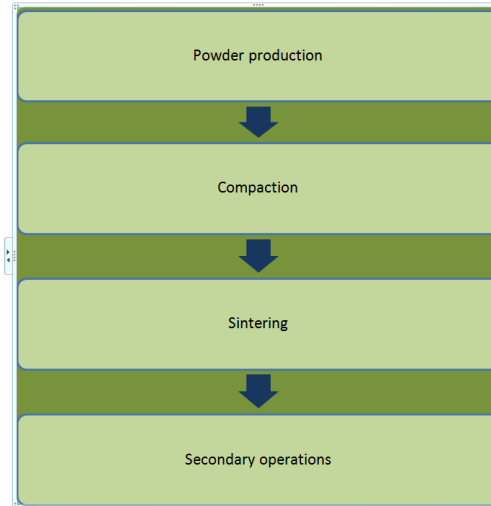 Powder production
Compaction
Sintering
Secondary operations